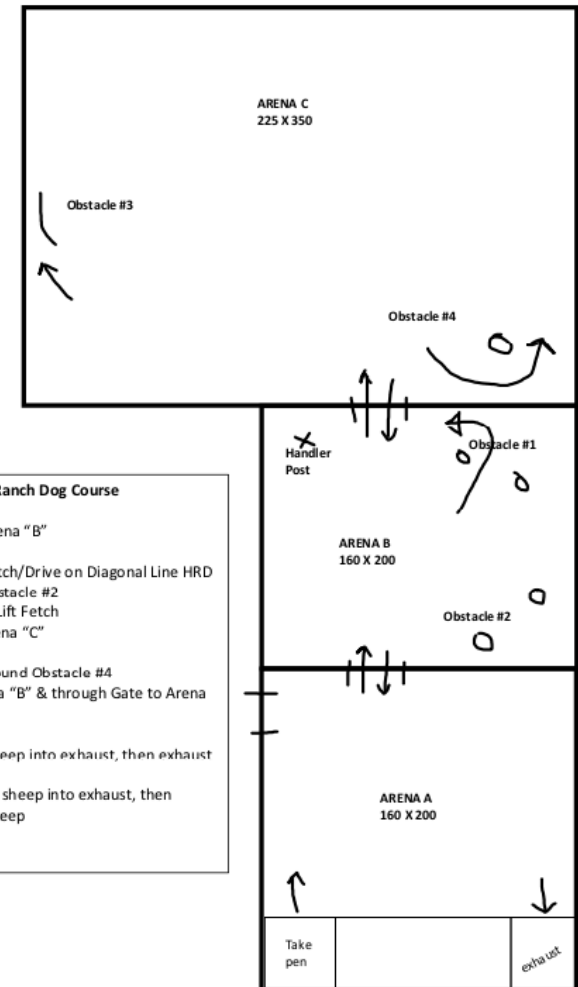 ARENA C
225 X 350
Obstacle #3
Obstacle #4
Obstacle #1
Handler
Post
ARENA B
160 X 200
Obstacle #2
Ranch Dog Course
ena “B”
tch/Drive on Diagonal Line HRD
stacle #2
Lift Fetch
ena “C”
und Obstacle #4
a “B” & through Gate to Arena
eep into exhaust, then exhaust
sheep into exhaust, then
eep
ARENA A
160 X 200
Take
pen
exhaust